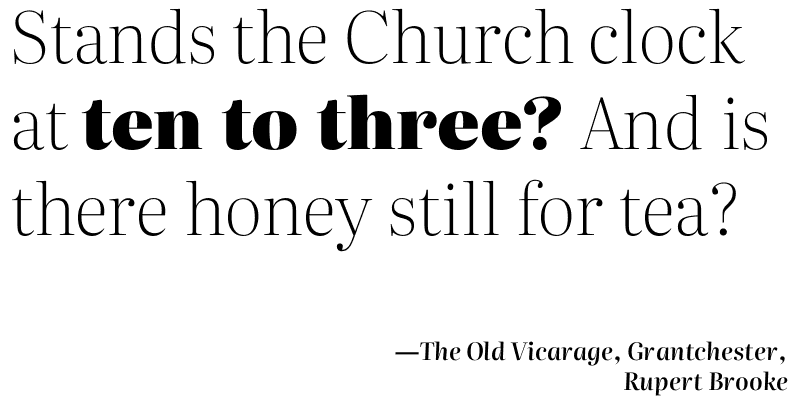 Stands the Church clock
at ten to three? And is
there honey still for tea?
—The Old Vicarage, Grantchester,
Rupert Brooke